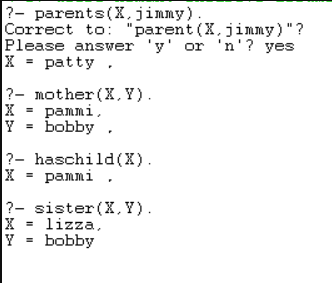 ?- parents(X,jimmy).
Correct to: "parent(X,jimmy)"?
Please answer 'y' or 'n'? yes
X = patty ,
?- mother(X,Y).
X = pammi,
Y = bobby ,
?- haschild(X).
X = pammi ,
?- sister(X,Y).
X = lizza,
Y = bobby